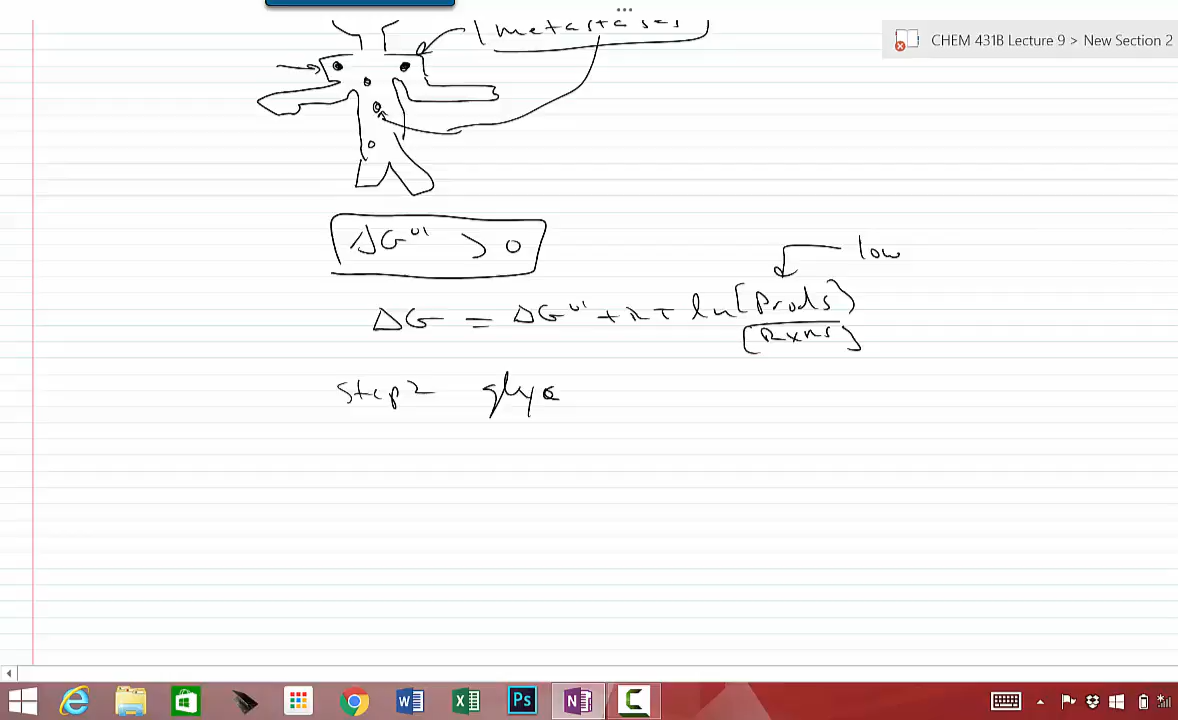 metastases
CHEM 431B Lecture 9 > New Section 2
ΔG°' > 0
low
ΔG = ΔG°' + RT ln [Prods]
[Rxns]
Step 2 glyc